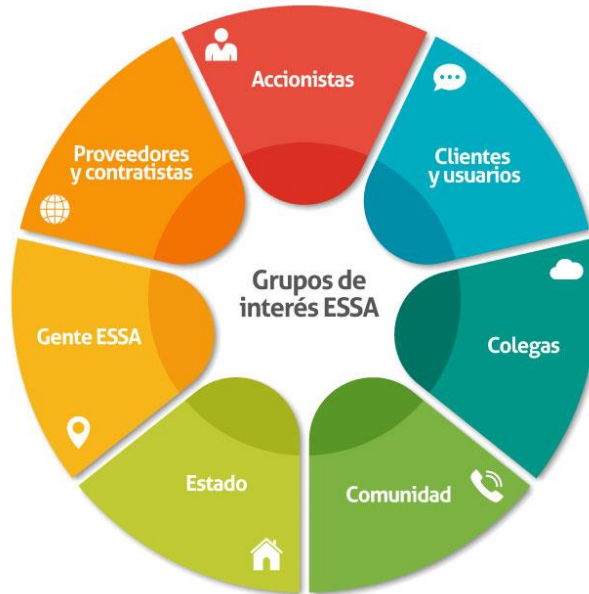 Accionistas
Clientes
y usuarios
Colegas
Comunidad
Estado
Gente ESSA
Proveedores
y contratistas
Grupos de
interés ESSA